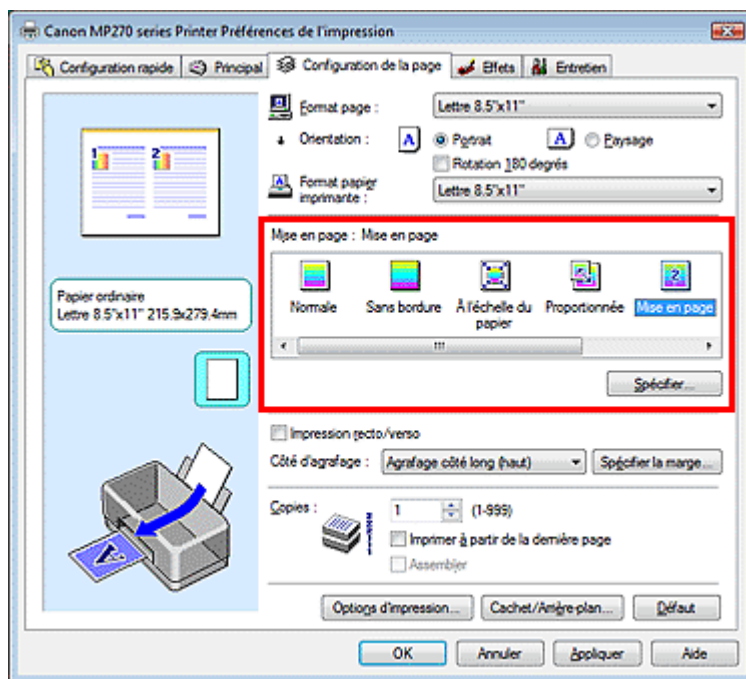 Canon MP270 series Printer Préférences de l'impression
Configuration rapide
Principal
Configuration de la page
Effets
Entretien
Format page :
Lettre 8.5"x11"
Orientation :
A
Portrait
A
Paysage
Rotation 180 degrés
Format papier
imprimante :
Lettre 8.5"x11"
1
2
Mise en page : Mise en page
Normale
Sans bordure
À l'échelle du
papier
Proportionnée
2
Mise en page
Papier ordinaire
Lettre 8.5"x11" 215.9x279.4mm
Spécifier...
Impression recto/verso
Côté d'agrafage :
Agrafage côté long (haut)
Spécifier la marge...
Copies :
1
(1-999)
Imprimer à partir de la dernière page
Assembler
A
Options d'impression...
Cachet/Arrière-plan...
Défaut
OK
Annuler
Appliquer
Aide